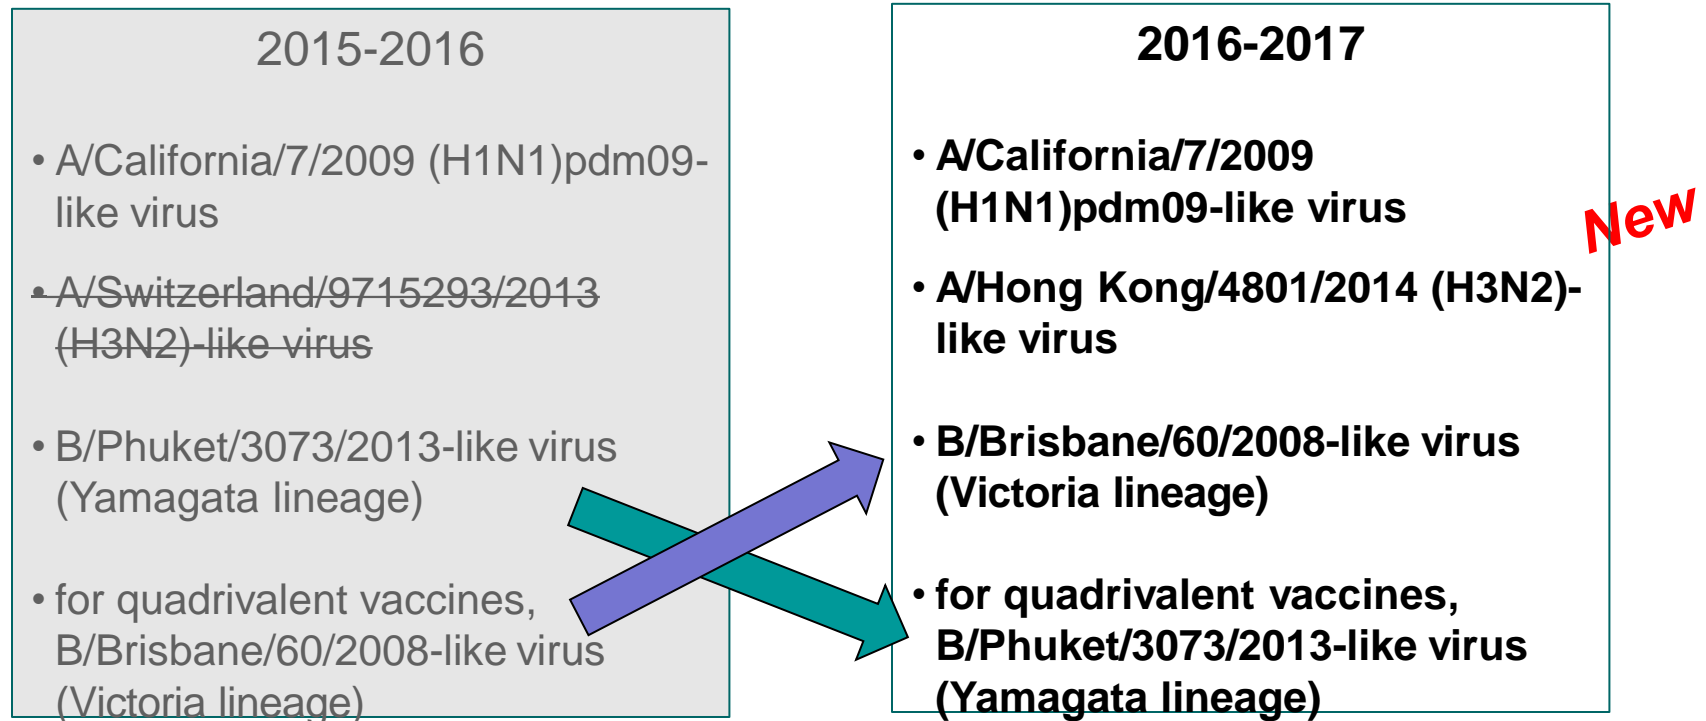 2015-2016
• A/California/7/2009 (H1N1)pdm09-
like virus
• A/Switzerland/9715293/2013
(H3N2)-like virus
• B/Phuket/3073/2013-like virus
(Yamagata lineage)
• for quadrivalent vaccines,
B/Brisbane/60/2008-like virus
(Victoria lineage)
2016-2017
• A/California/7/2009
(H1N1)pdm09-like virus
New
• A/Hong Kong/4801/2014 (H3N2)-
like virus
• B/Brisbane/60/2008-like virus
(Victoria lineage)
• for quadrivalent vaccines,
B/Phuket/3073/2013-like virus
(Yamagata lineage)